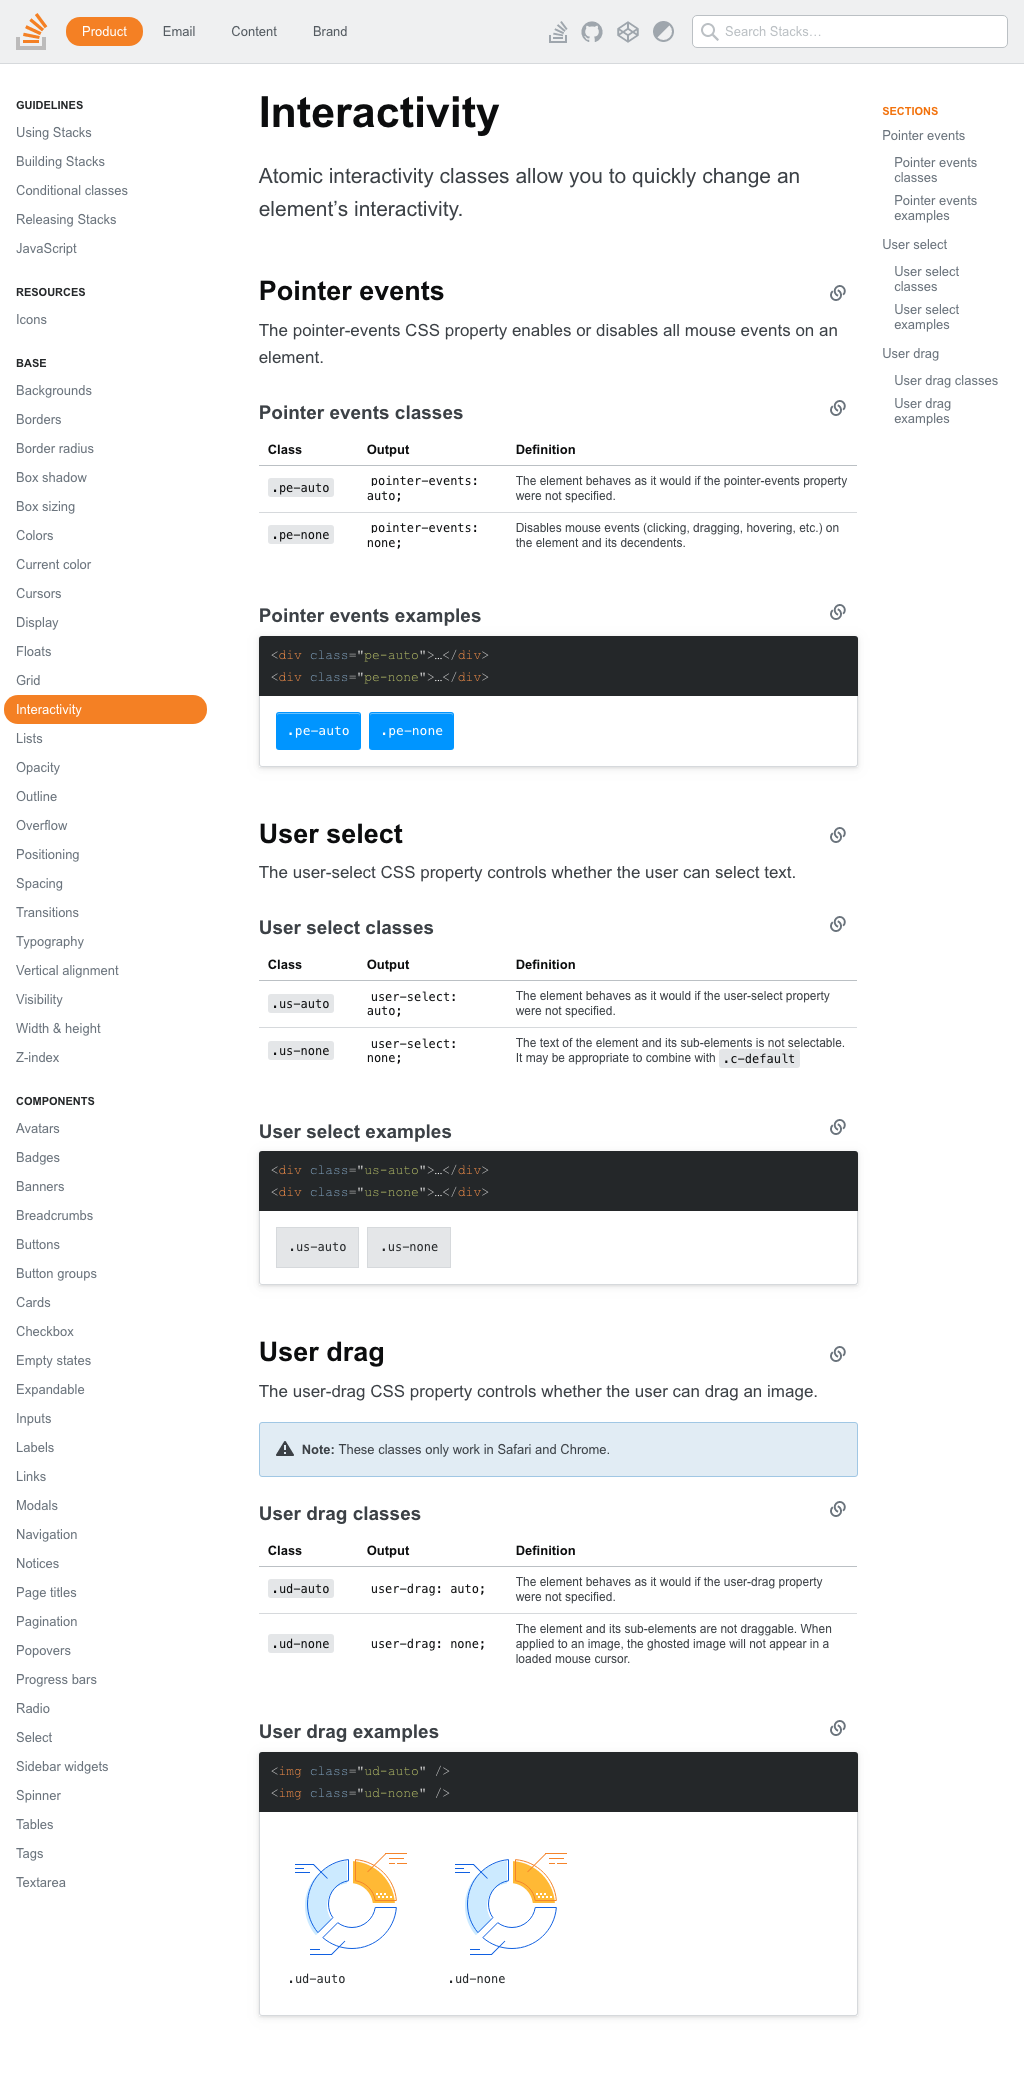 Product Email Content Brand Search Stacks...
GUIDELINES
Using Stacks
Building Stacks
Conditional classes
Releasing Stacks
JavaScript
RESOURCES
Icons
BASE
Backgrounds
Borders
Border radius
Box shadow
Box sizing
Colors
Current color
Cursors
Display
Floats
Grid
Interactivity
Lists
Opacity
Outline
Overflow
Positioning
Spacing
Transitions
Typography
Vertical alignment
Visibility
Width & height
Z-index
COMPONENTS
Avatars
Badges
Banners
Breadcrumbs
Buttons
Button groups
Cards
Checkbox
Empty states
Expandable
Inputs
Labels
Links
Modals
Navigation
Notices
Page titles
Pagination
Popovers
Progress bars
Radio
Select
Sidebar widgets
Spinner
Tables
Tags
Textarea
Interactivity
Atomic interactivity classes allow you to quickly change an
element’s interactivity.
Pointer events
The pointer-events CSS property enables or disables all mouse events on an
element.
Pointer events classes
Class Output Definition
.pe-auto pointer-events: auto; The element behaves as it would if the pointer-events property
were not specified.
.pe-none pointer-events: none; Disables mouse events (clicking, dragging, hovering, etc.) on
the element and its decendents.
Pointer events examples
<div class="pe-auto">…</div>
<div class="pe-none">…</div>
.pe-auto .pe-none
User select
The user-select CSS property controls whether the user can select text.
User select classes
Class Output Definition
.us-auto user-select: auto; The element behaves as it would if the user-select property
were not specified.
.us-none user-select: none; The text of the element and its sub-elements is not selectable.
It may be appropriate to combine with .c-default
User select examples
<div class="us-auto">…</div>
<div class="us-none">…</div>
.us-auto .us-none
User drag
The user-drag CSS property controls whether the user can drag an image.
Note: These classes only work in Safari and Chrome.
User drag classes
Class Output Definition
.ud-auto user-drag: auto; The element behaves as it would if the user-drag property
were not specified.
.ud-none user-drag: none; The element and its sub-elements are not draggable. When
applied to an image, the ghosted image will not appear in a
loaded mouse cursor.
User drag examples
<img class="ud-auto" />
<img class="ud-none" />
.ud-auto .ud-none
SECTIONS
Pointer events
Pointer events
classes
Pointer events
examples
User select
User select
classes
User select
examples
User drag
User drag classes
User drag
examples